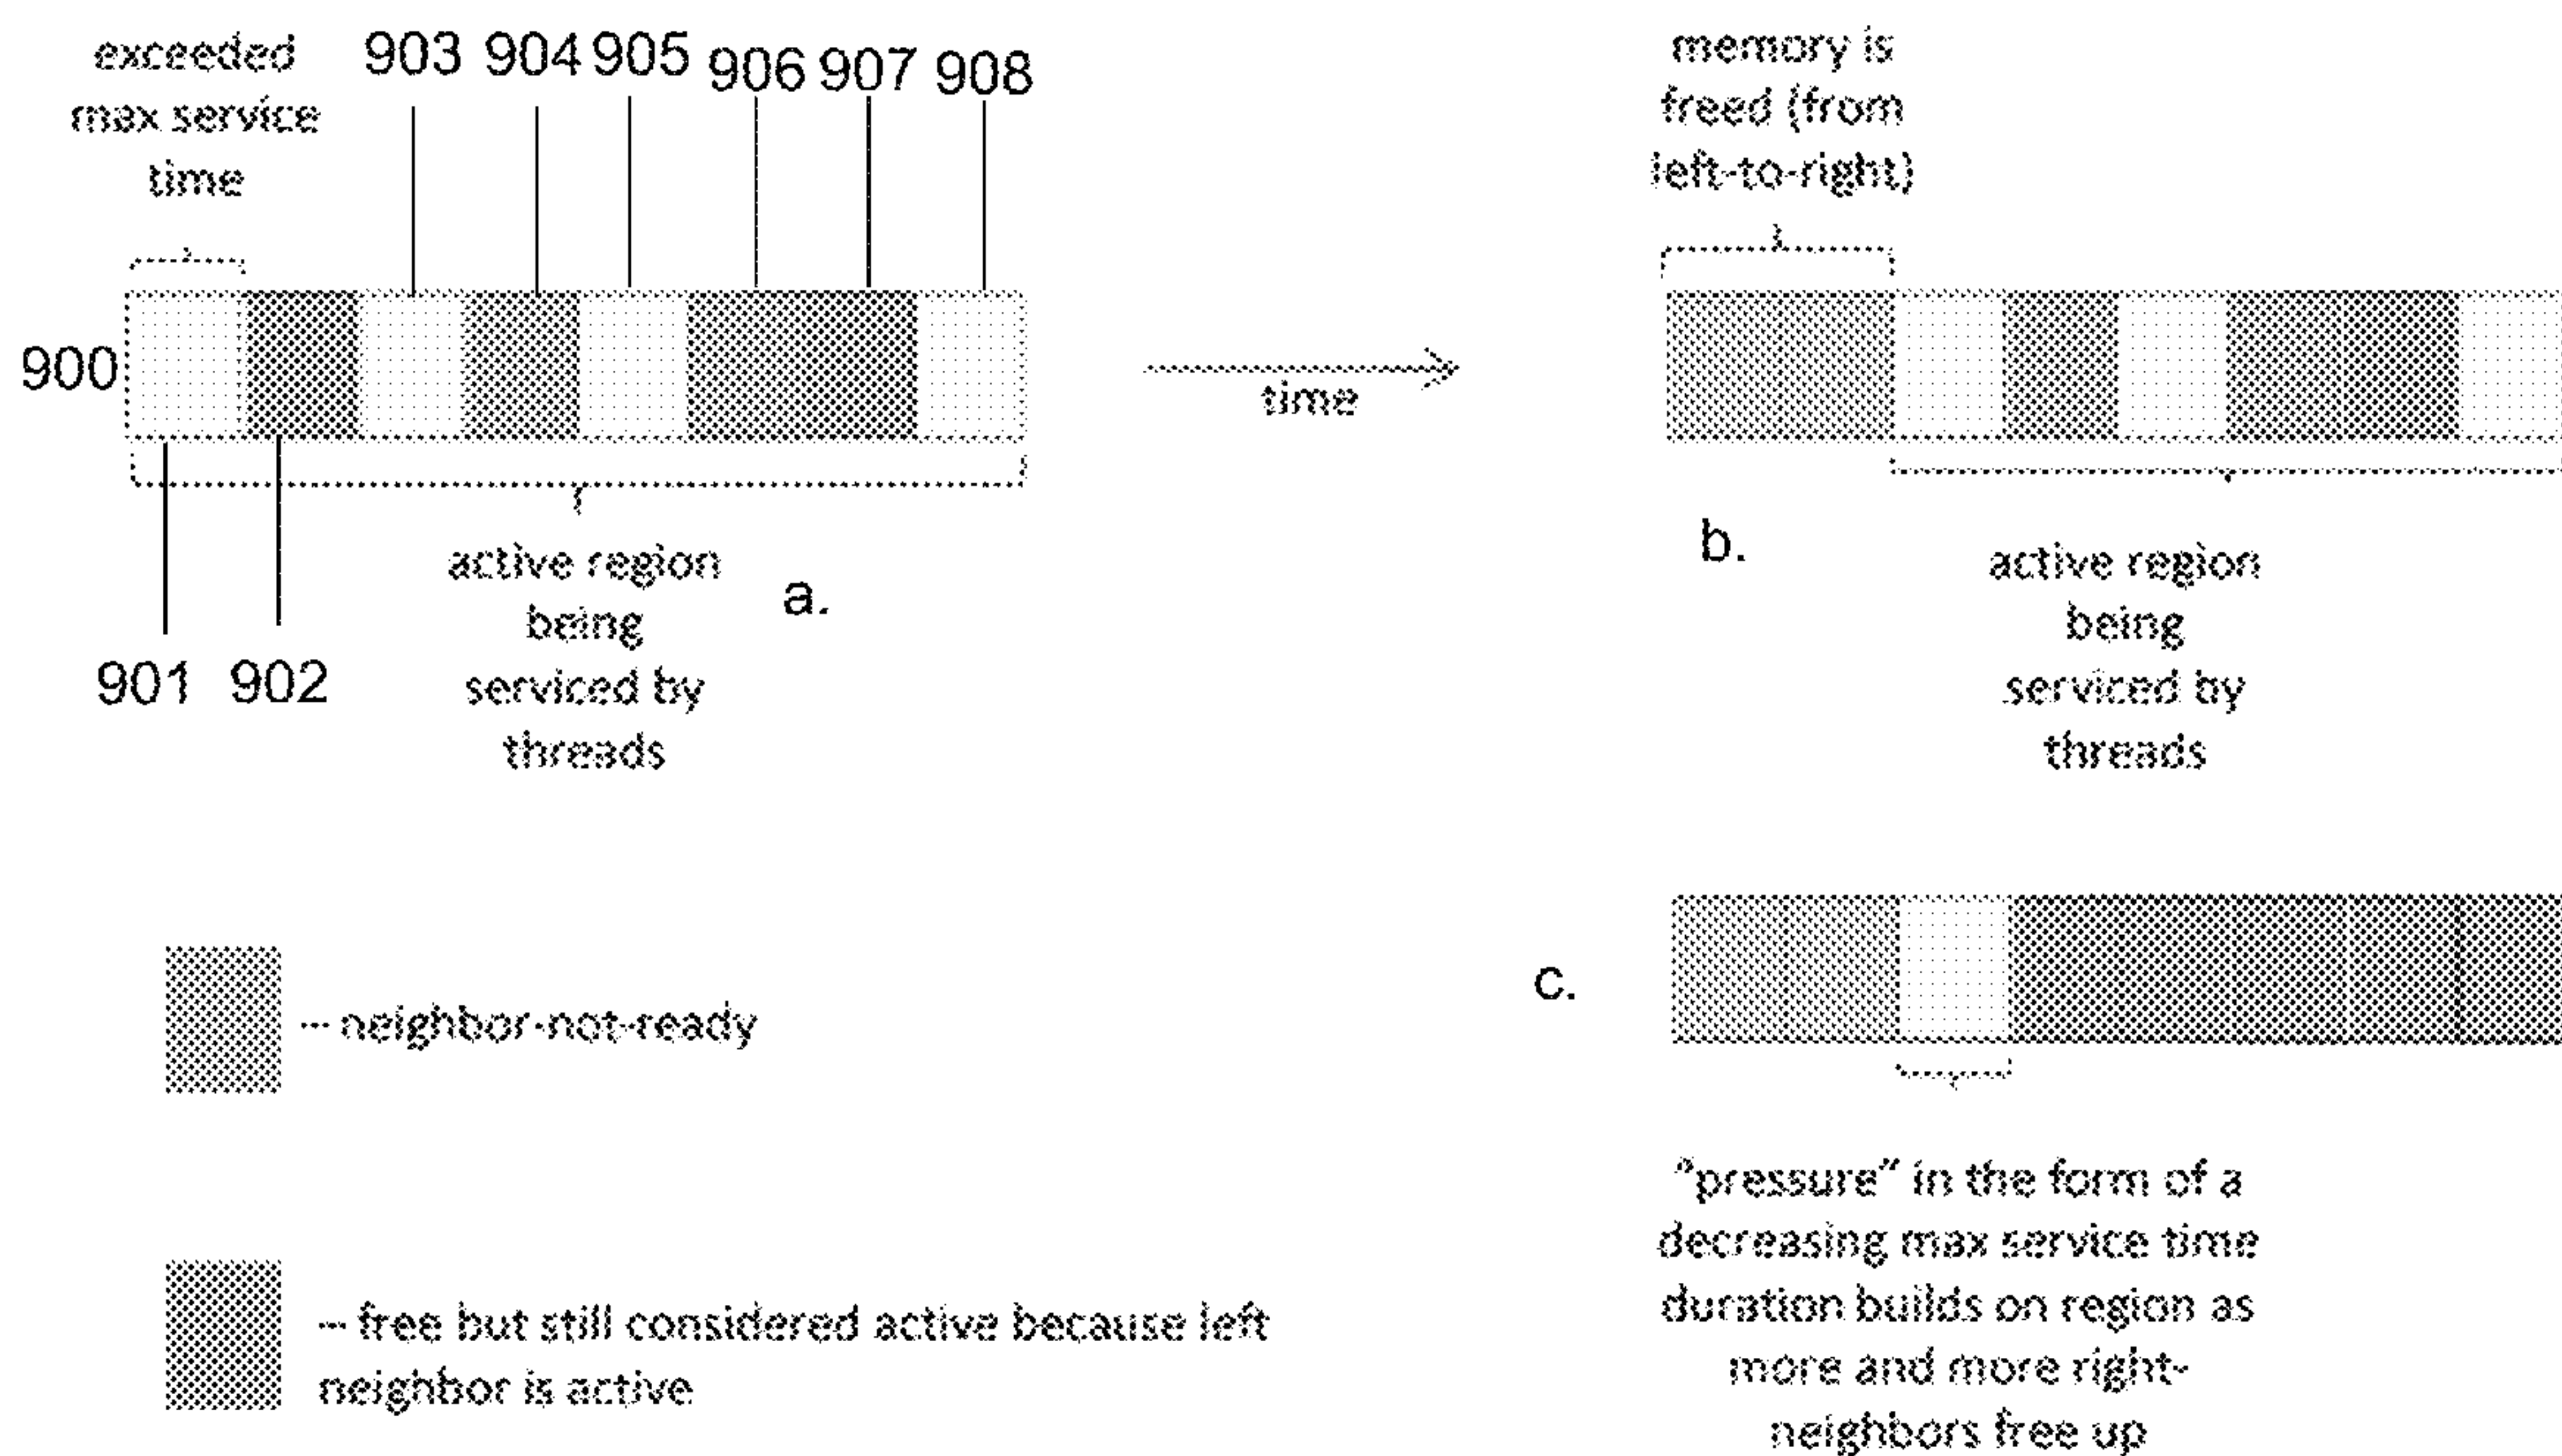 exceeded
max service
time
903 904 905 906 907 908
900
901 902
active region
being
serviced by
threads
a.
time
memory is
freed (from
left-to-right)
b.
active region
being
serviced by
threads
-- neighbor-not-ready
-- free but still considered active because left
neighbor is active
c.
"pressure" in the form of a
decreasing max service time
duration builds on region as
more and more right-
neighbors free up